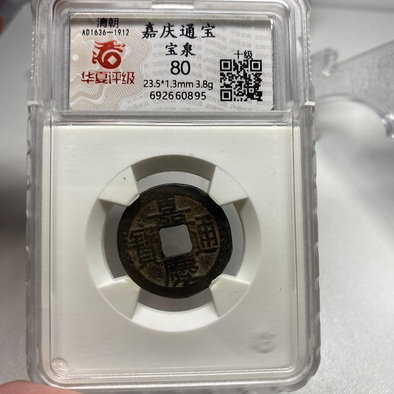 清朝
AD1636-1912
华夏评级
嘉庆通宝
宝泉
80
23.5*1.3mm 3.8g
692660895
十级
嘉慶通寶